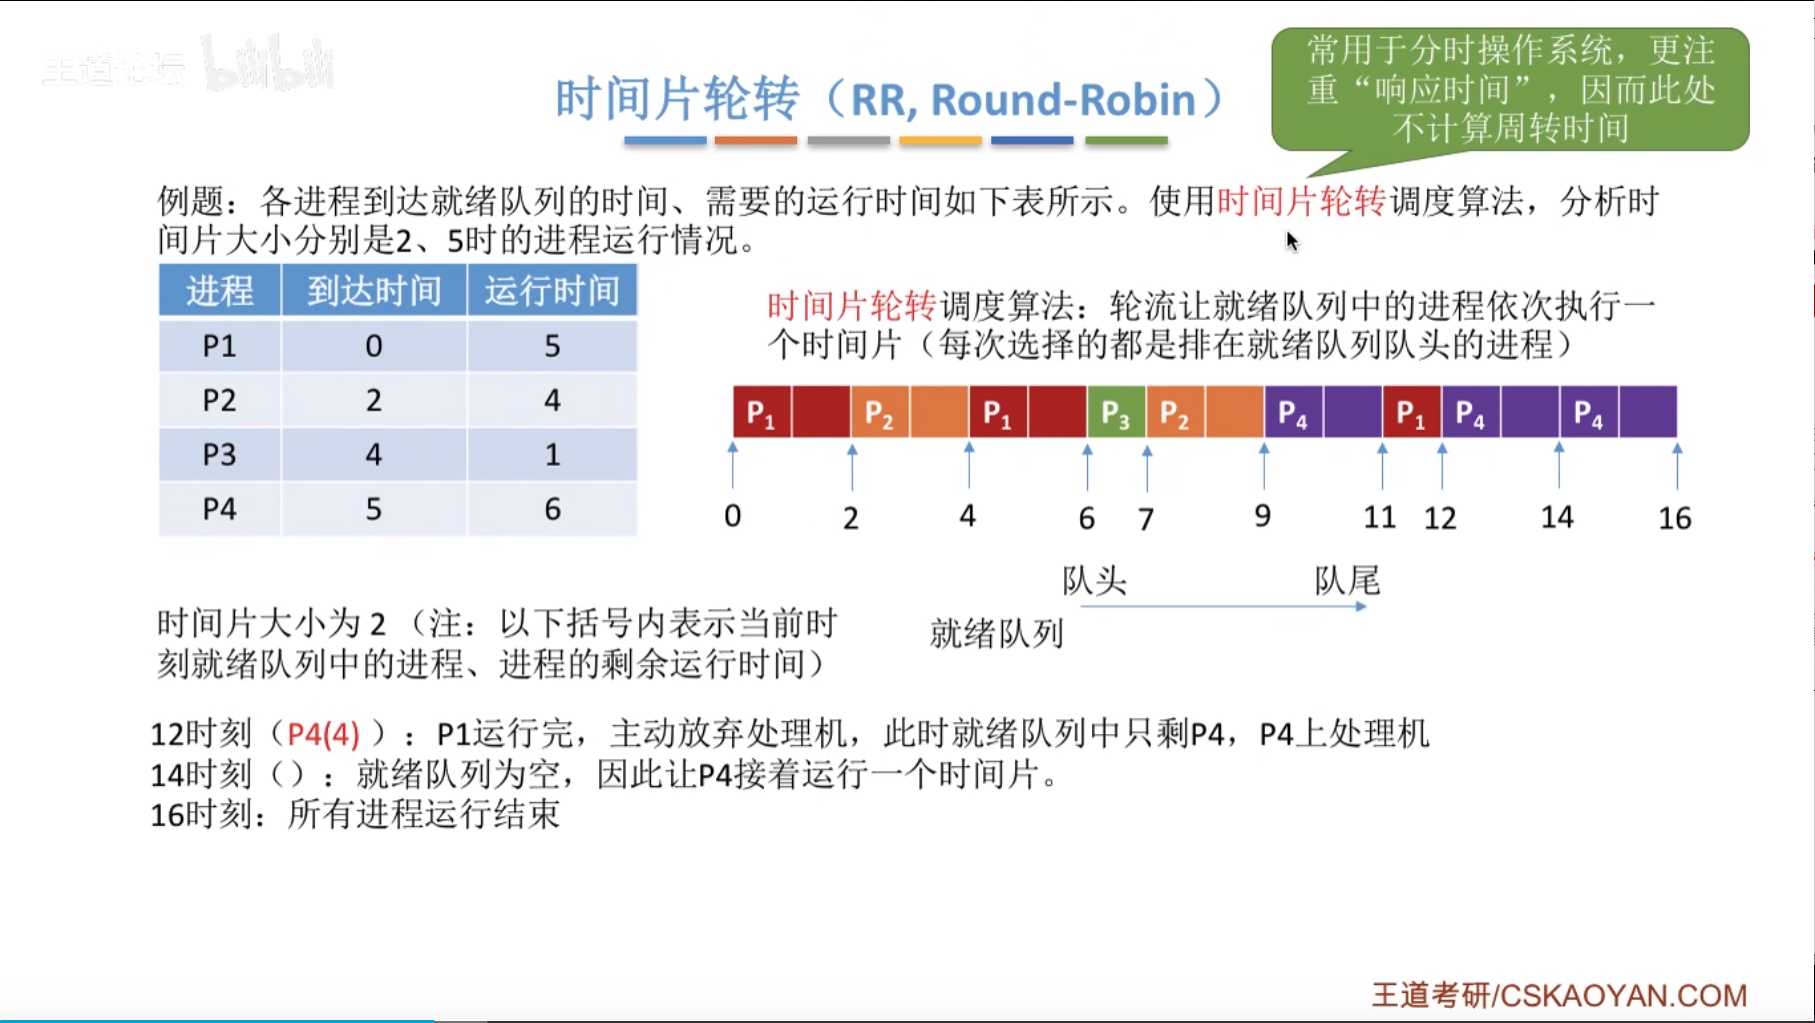 王道论坛 bilibili
常用于分时操作系统，更注
重“响应时间”，因而此处
不计算周转时间
时间片轮转（RR, Round-Robin）
例题：各进程到达就绪队列的时间、需要的运行时间如下表所示。使用时间片轮转调度算法，分析时
间片大小分别是2、5时的进程运行情况。
进程 到达时间 运行时间
P1 0 5
P2 2 4
P3 4 1
P4 5 6
时间片轮转调度算法：轮流让就绪队列中的进程依次执行一
个时间片（每次选择的都是排在就绪队列队头的进程）
P1 P2 P1 P3 P2 P4 P1 P4 P4
0 2 4 6 7 9 11 12 14 16
队头 队尾
就绪队列
时间片大小为 2 （注：以下括号内表示当前时
刻就绪队列中的进程、进程的剩余运行时间）
12时刻（P4(4) ）：P1运行完，主动放弃处理机，此时就绪队列中只剩P4，P4上处理机
14时刻（）：就绪队列为空，因此让P4接着运行一个时间片。
16时刻：所有进程运行结束
王道考研/CSKAOYAN.COM